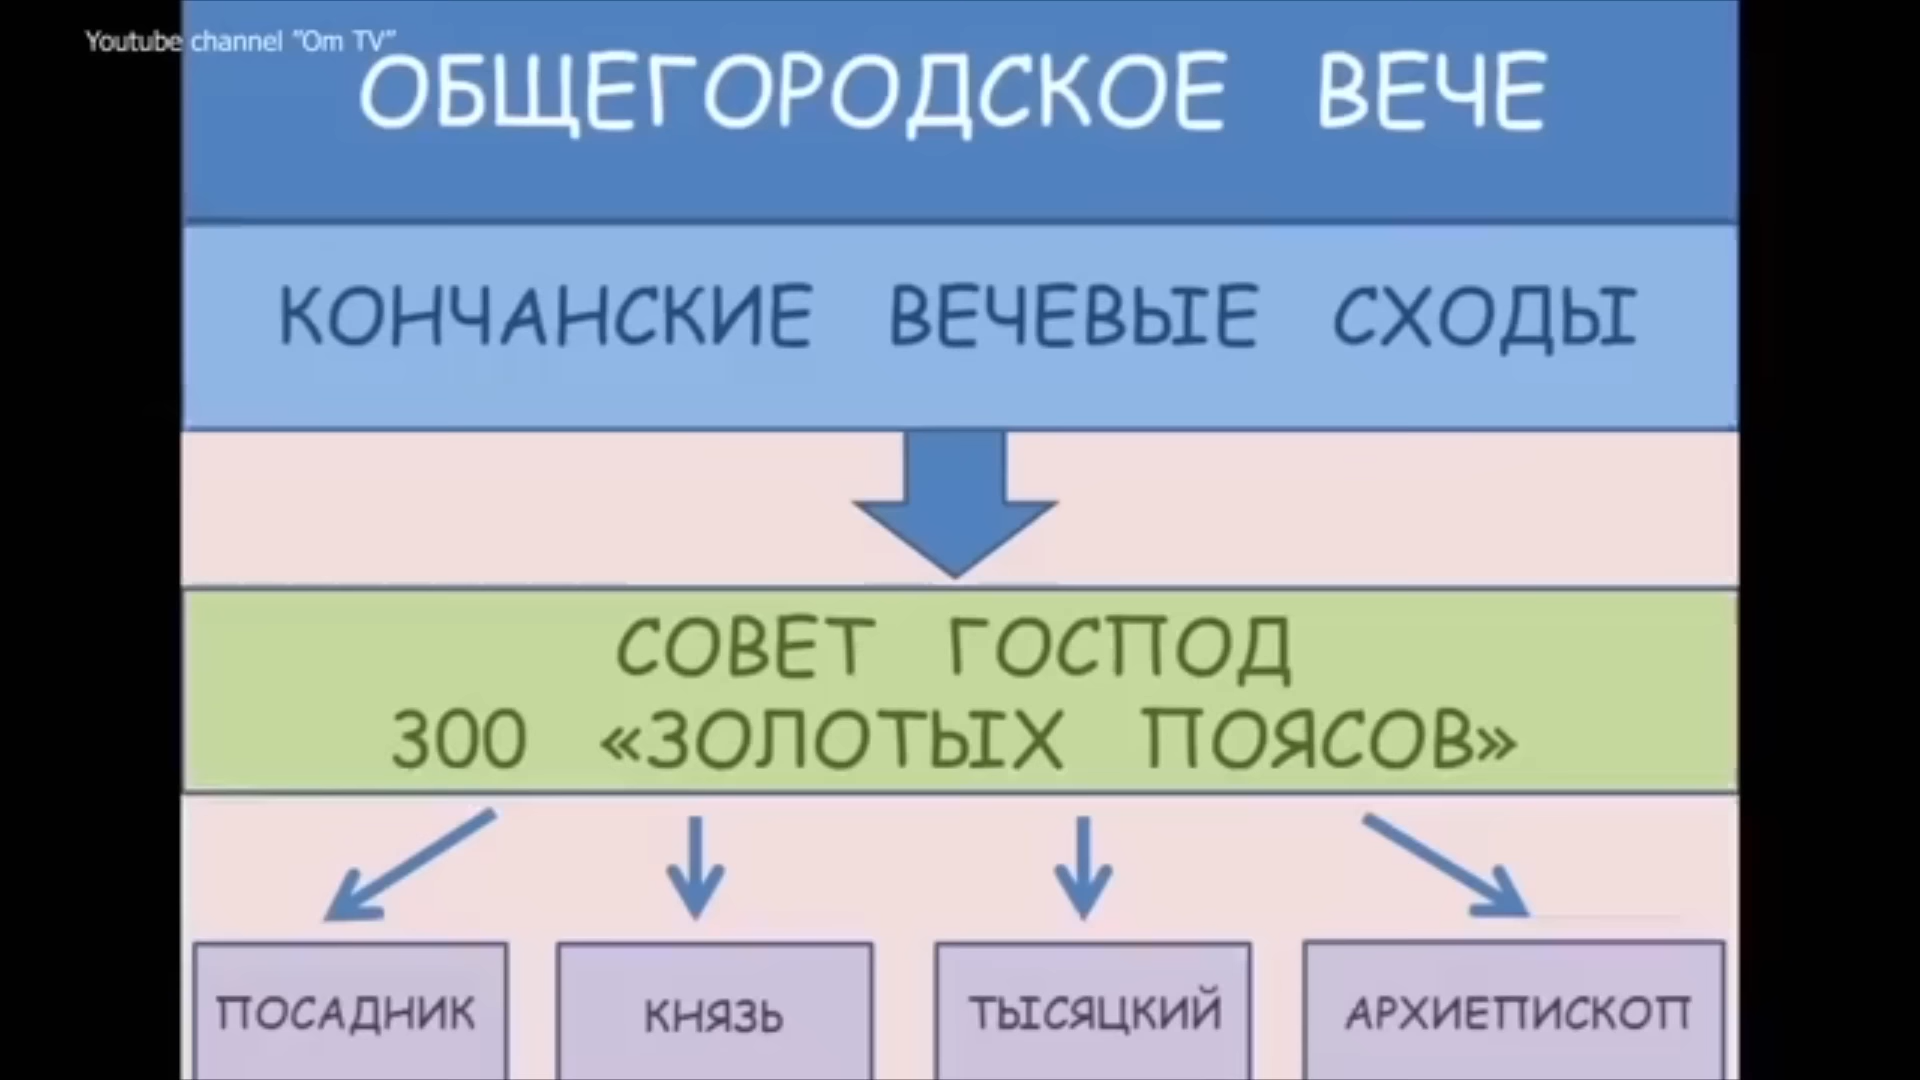 Youtube channel "Om TV"
ОБЩЕГОРОДСКОЕ ВЕЧЕ
КОНЧАНСКИЕ ВЕЧЕВЫЕ СХОДЫ
СОВЕТ ГОСПОД
300 «ЗОЛОТЫХ ПОЯСОВ»
ПОСАДНИК КНЯЗЬ ТЫСЯЦКИЙ АРХИЕПИСКОП